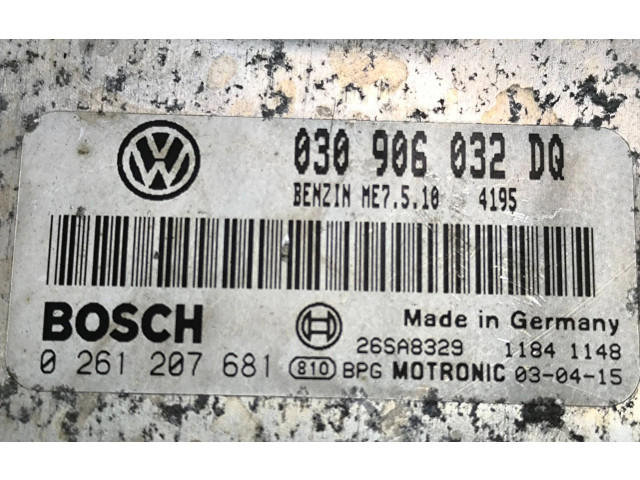 030 906 032 DQ
BENZIN ME7.5.10 4195
BOSCH
Made in Germany
26SA8329 1184 1148
0 261 207 681 810 BPG MOTRONIC 03-04-15